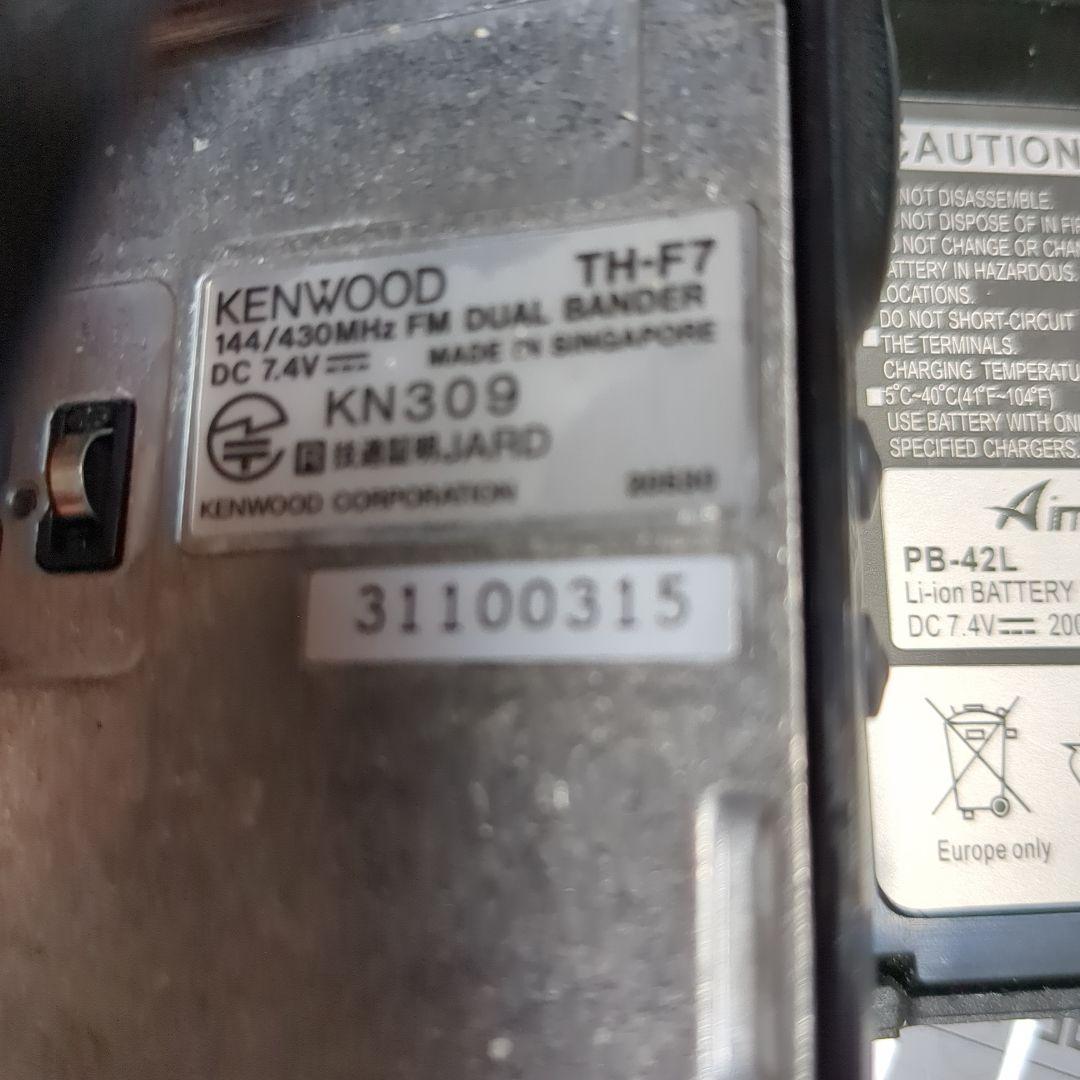 KENWOOD TH-F7
144/430MHz FM DUAL BANDER
DC 7.4V MADE IN SINGAPORE
KN309
R 技適証明JARD
KENWOOD CORPORATION
31100315
CAUTION
NOT DISASSEMBLE.
NOT DISPOSE OF IN FIR
NOT CHANGE OR CHA
ATTERY IN HAZARDOUS.
LOCATIONS.
DO NOT SHORT-CIRCUIT
THE TERMINALS.
CHARGING TEMPERATU
5°C~40°C(41°F~104°F)
USE BATTERY WITH ON
SPECIFIED CHARGERS.
PB-42L
Li-ion BATTERY
DC 7.4V 200
Europe only